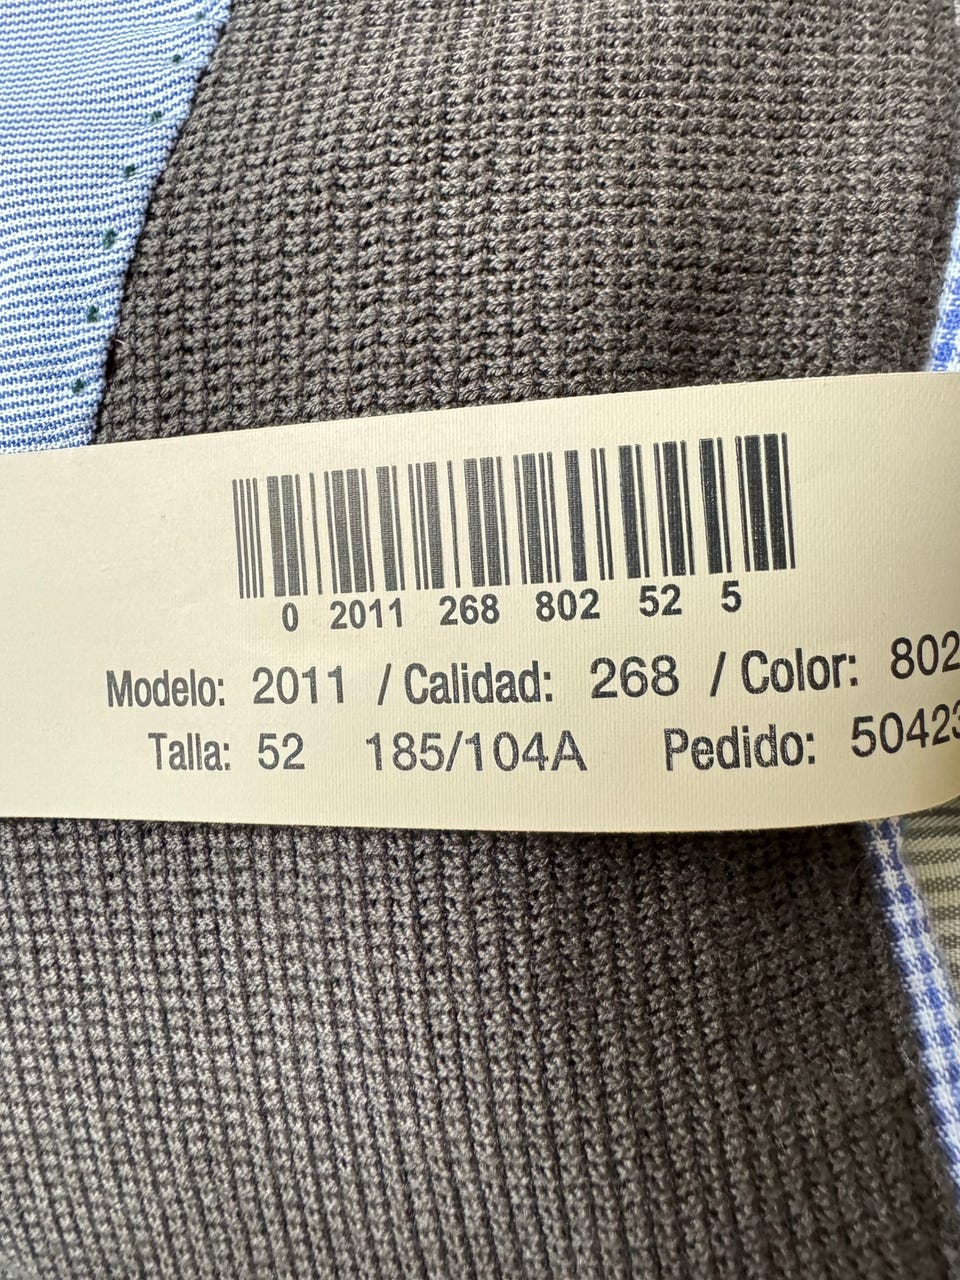 0 2011 268 802 52 5
Modelo: 2011 / Calidad: 268 / Color: 802
Talla: 52 185/104A Pedido: 50423